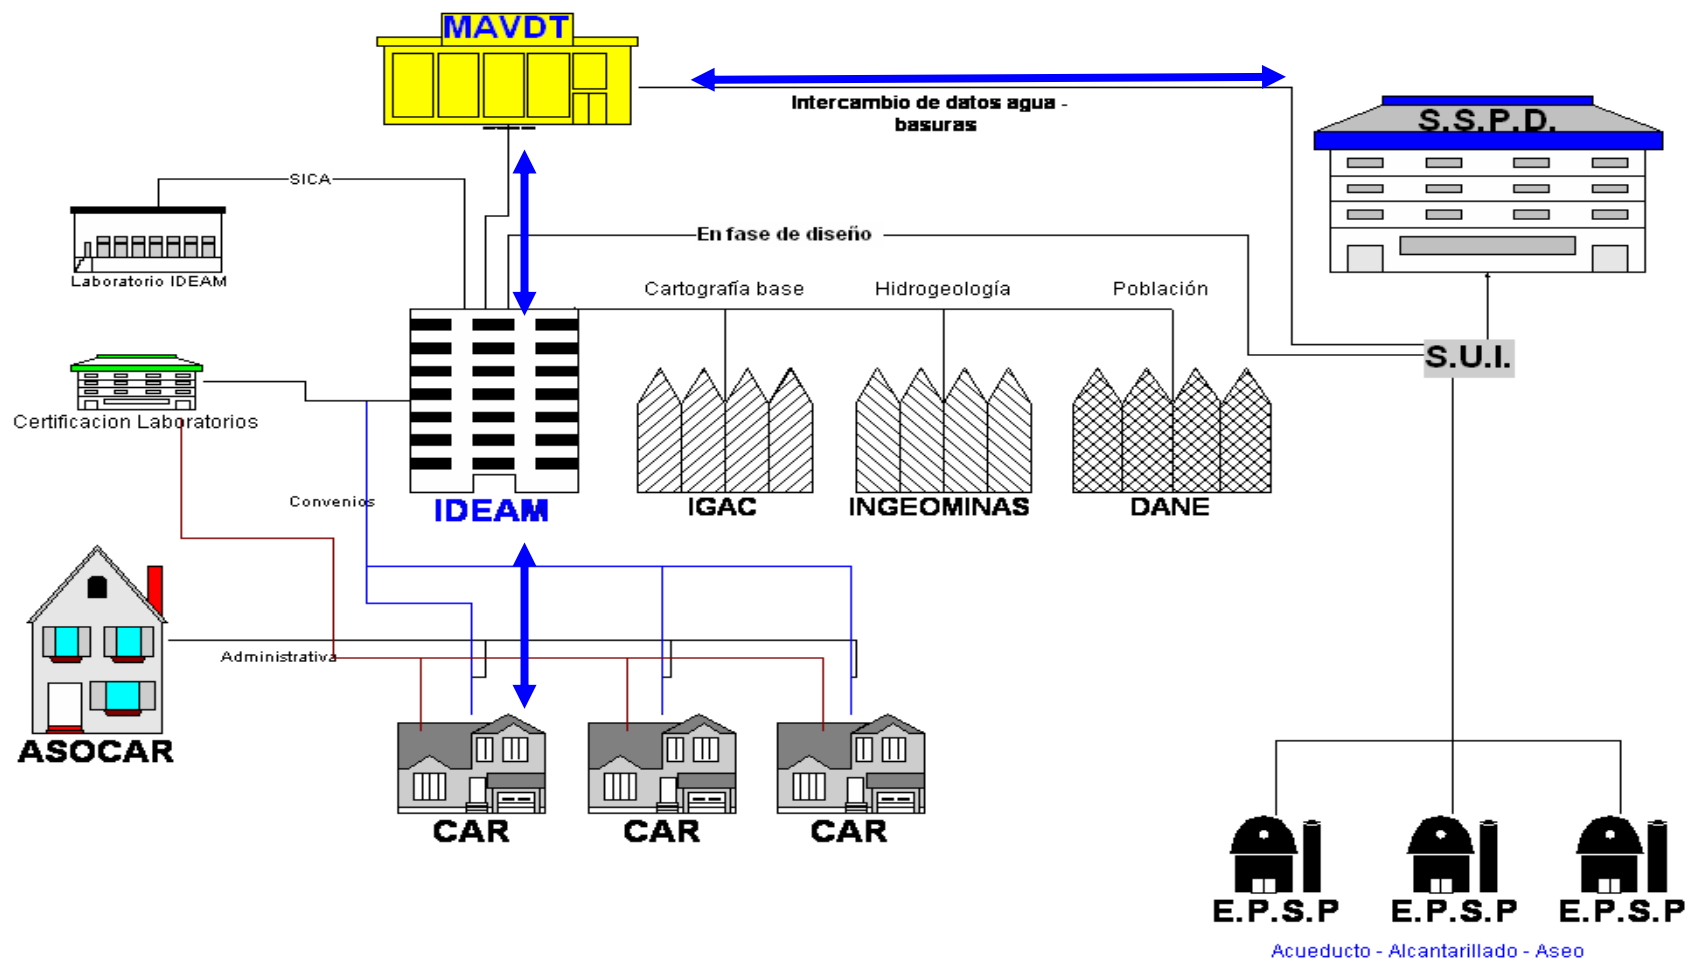 MAVDT
Intercambio de datos agua -
basuras
S.S.P.D.
SICA
Laboratorio IDEAM
En fase de diseño
Cartografía base
Hidrogeología
Población
S.U.I.
Certificacion Laboratorios
Convenios
IDEAM
IGAC
INGEOMINAS
DANE
Administrativa
ASOCAR
CAR
CAR
CAR
E.P.S.P
E.P.S.P
E.P.S.P
Acueducto - Alcantarillado - Aseo